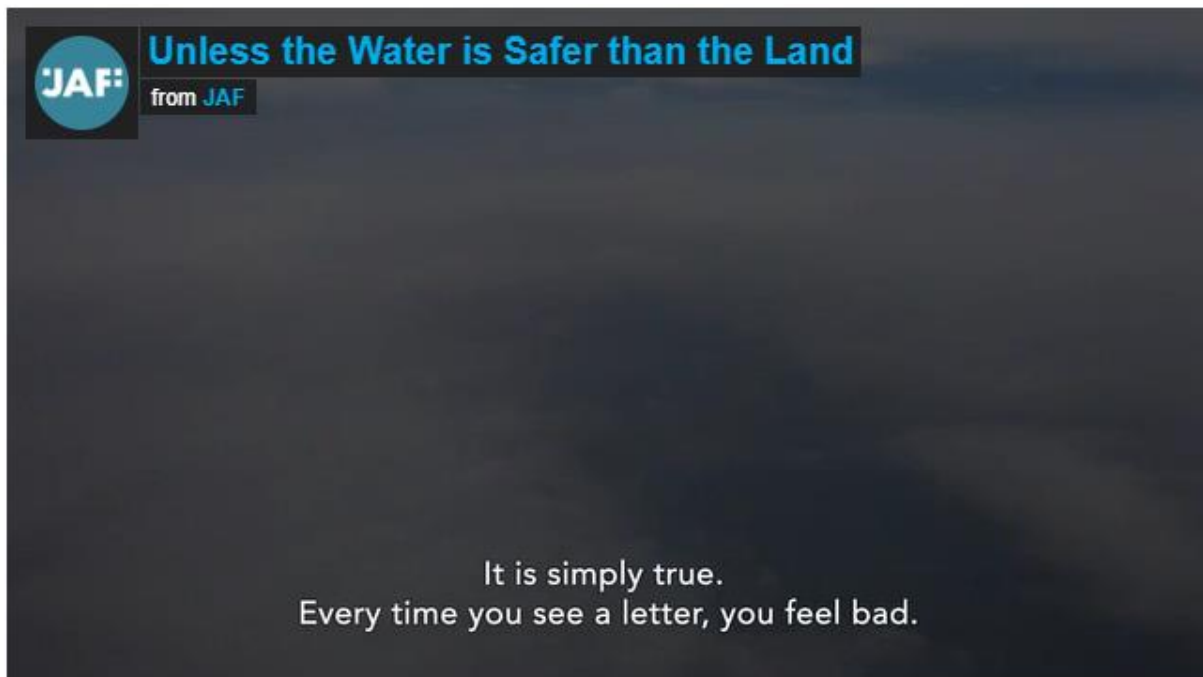 JAF
Unless the Water is Safer than the Land
from JAF
It is simply true.
Every time you see a letter, you feel bad.